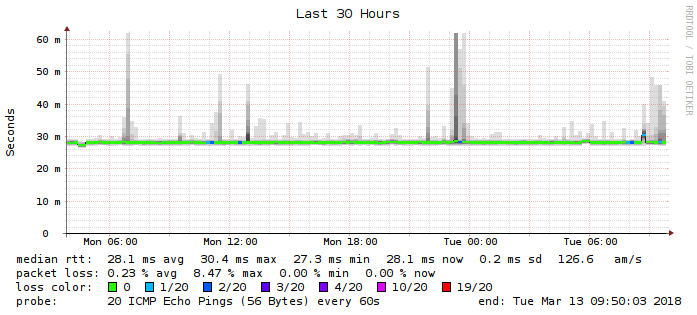 Last 30 Hours
RRDTOOL / TOBI OETIKER
Seconds
60 m
50 m
40 m
30 m
20 m
10 m
0
Mon 06:00 Mon 12:00 Mon 18:00 Tue 00:00 Tue 06:00
median rtt: 28.1 ms avg 30.4 ms max 27.3 ms min 28.1 ms now 0.2 ms sd 126.6 am/s
packet loss: 0.23 % avg 8.47 % max 0.00 % min 0.00 % now
loss color: 0 1/20 2/20 3/20 4/20 10/20 19/20
probe: 20 ICMP Echo Pings (56 Bytes) every 60s end: Tue Mar 13 09:50:03 2018